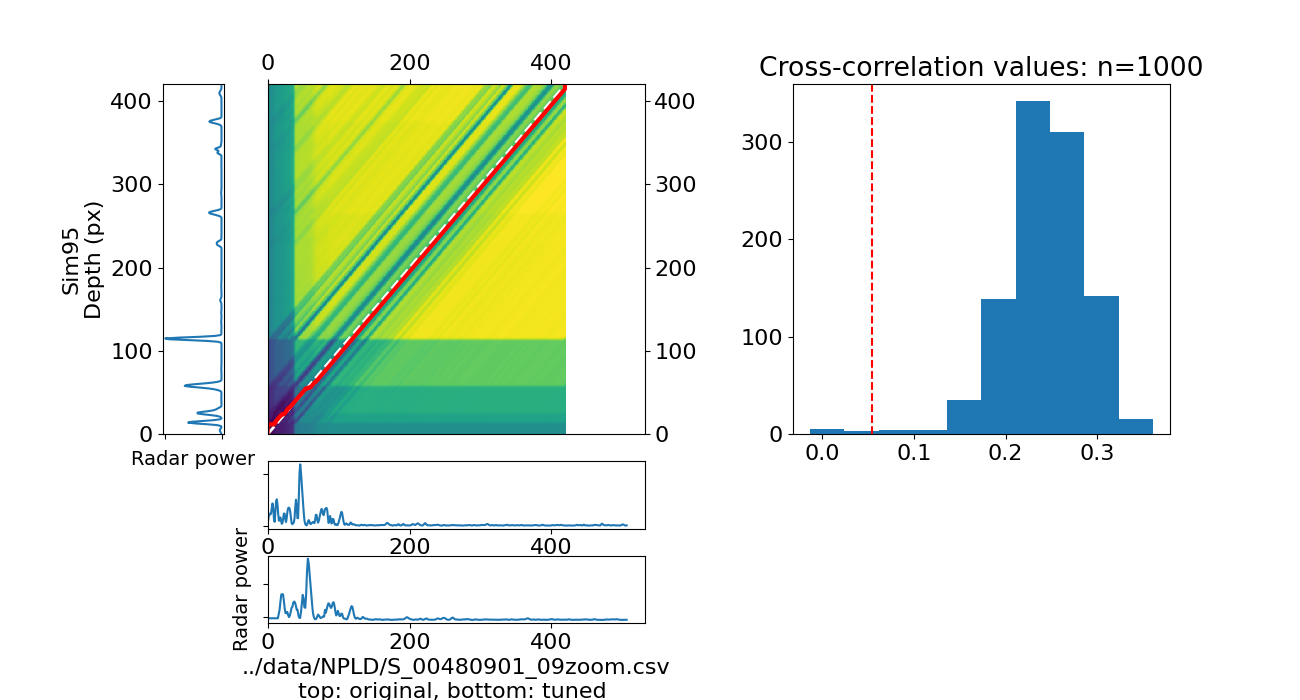 0 200 400
Cross-correlation values: n=1000
400
300
200
100
0
Sim95
Depth (px)
Radar power
400
300
200
100
0
300
200
100
0
0.0 0.1 0.2 0.3
0 200 400
Radar power
0 200 400
../data/NPLD/S_00480901_09zoom.csv
top: original, bottom: tuned